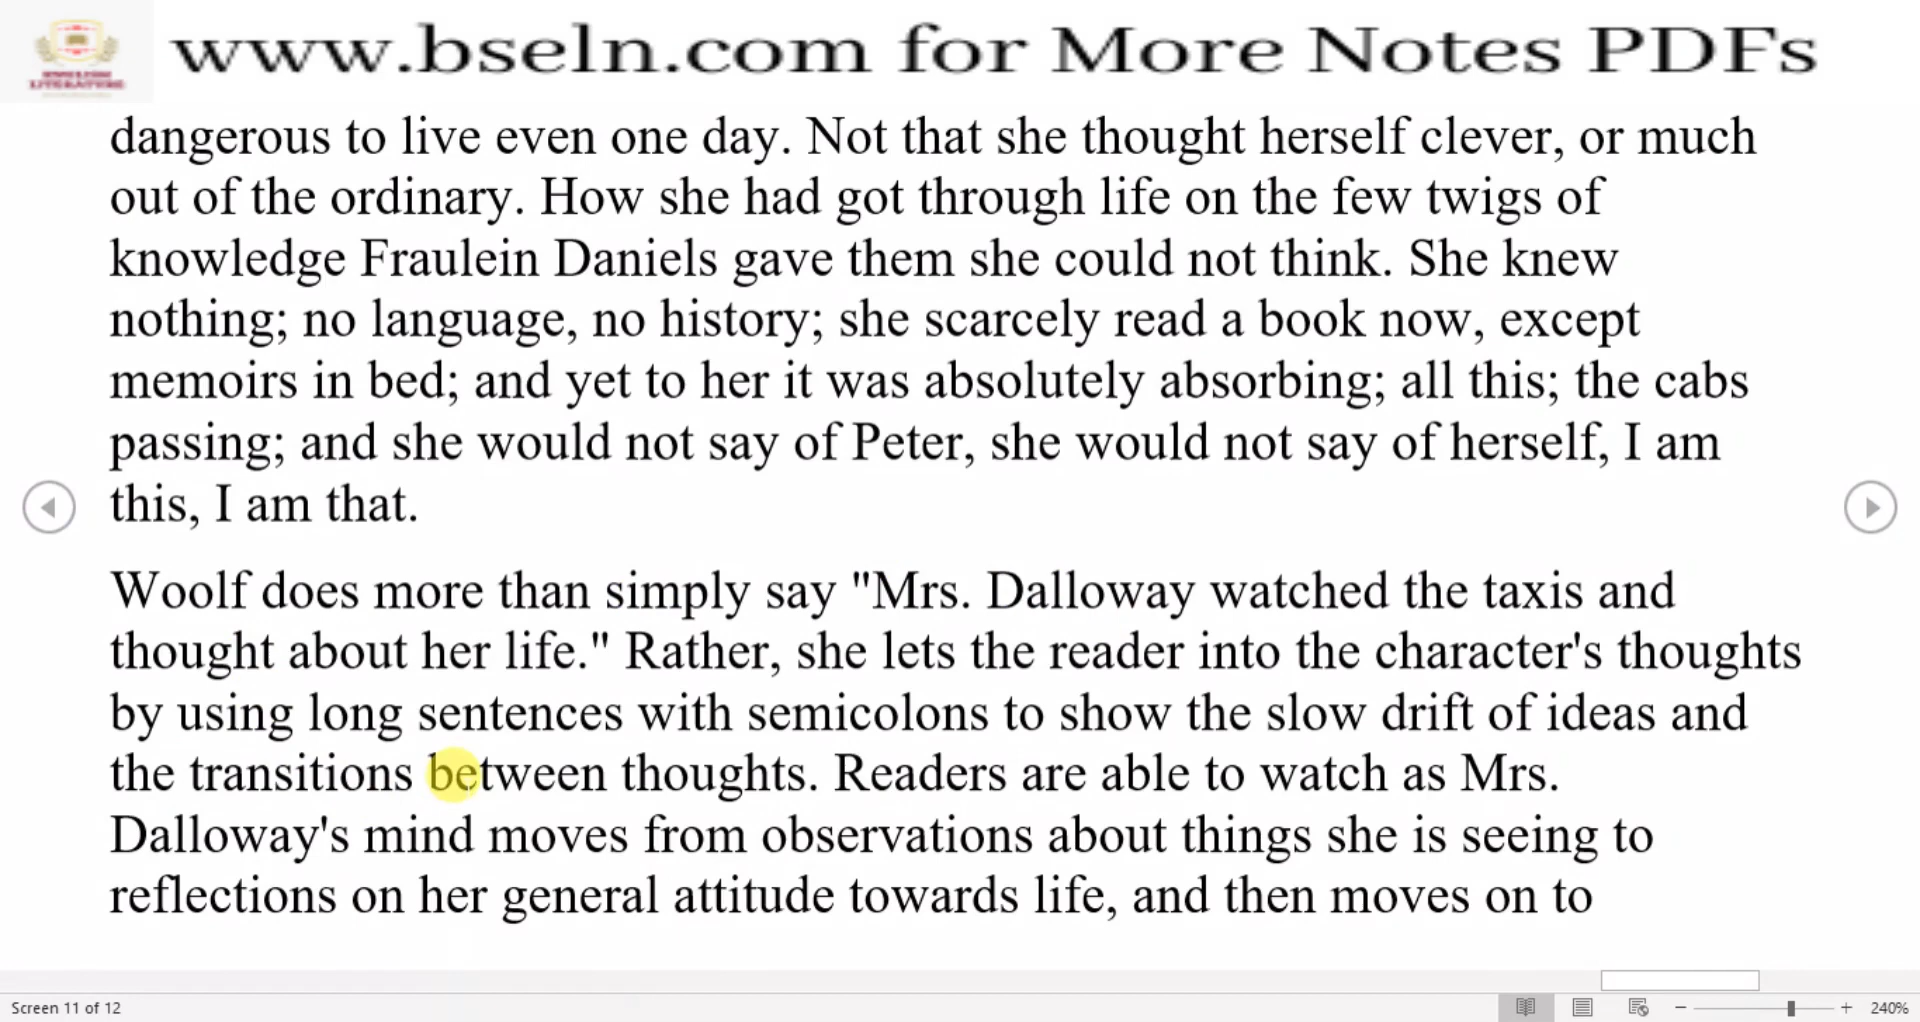 www.bseln.com for More Notes PDFs
LITERATURE
dangerous to live even one day. Not that she thought herself clever, or much
out of the ordinary. How she had got through life on the few twigs of
knowledge Fraulein Daniels gave them she could not think. She knew
nothing; no language, no history; she scarcely read a book now, except
memoirs in bed; and yet to her it was absolutely absorbing; all this; the cabs
passing; and she would not say of Peter, she would not say of herself, I am
this, I am that.
Woolf does more than simply say "Mrs. Dalloway watched the taxis and
thought about her life." Rather, she lets the reader into the character's thoughts
by using long sentences with semicolons to show the slow drift of ideas and
the transitions between thoughts. Readers are able to watch as Mrs.
Dalloway's mind moves from observations about things she is seeing to
reflections on her general attitude towards life, and then moves on to
Screen 11 of 12
240%